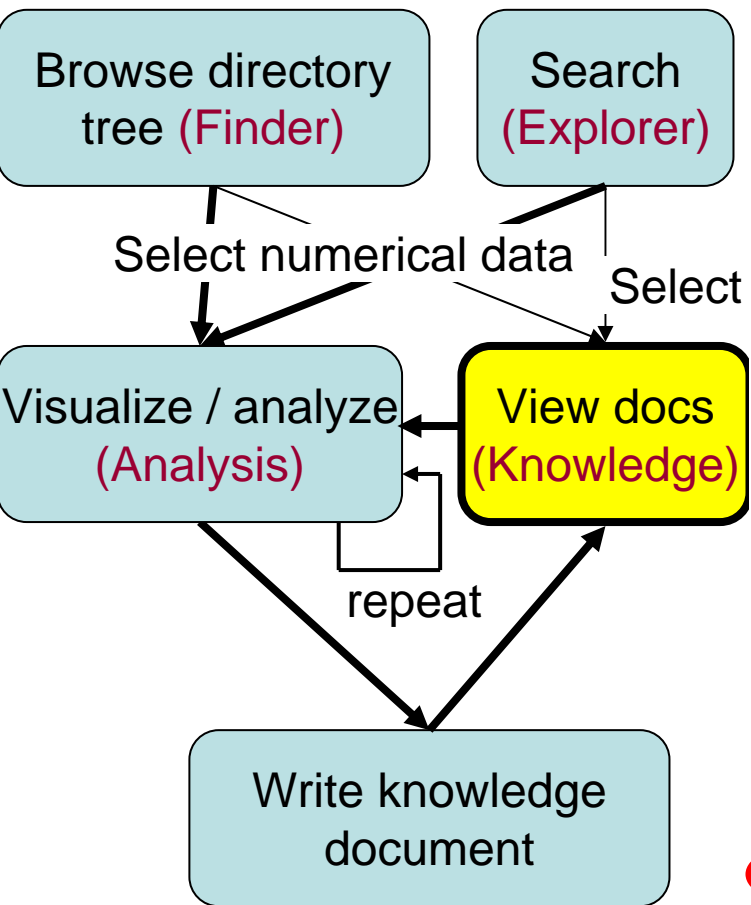 Browse directory
tree (Finder)
Search
(Explorer)
Select numerical data
Select
Visualize / analyze
(Analysis)
View docs
(Knowledge)
repeat
Write knowledge
document